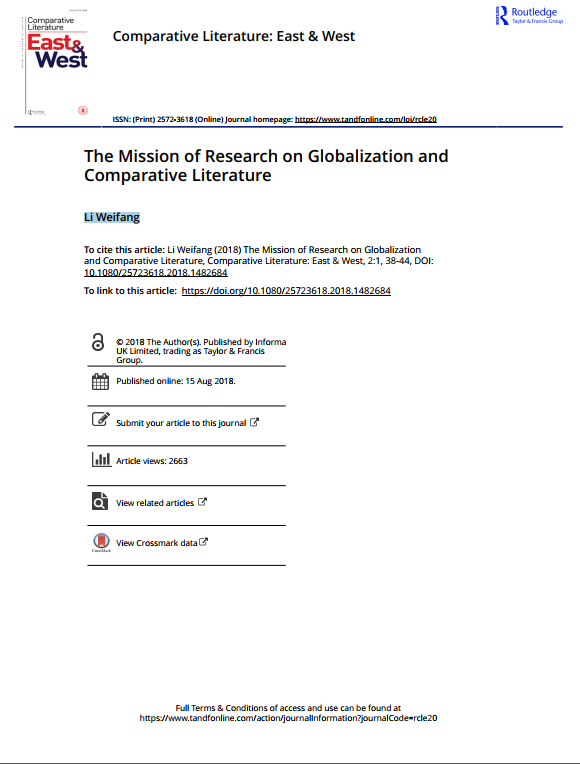 Comparative
Literature
East&
West
Routledge
Taylor & Francis Group
Comparative Literature: East & West
ISSN: (Print) 2572-3618 (Online) Journal homepage: https://www.tandfonline.com/loi/rcle20
The Mission of Research on Globalization and
Comparative Literature
Li Weifang
To cite this article: Li Weifang (2018) The Mission of Research on Globalization
and Comparative Literature, Comparative Literature: East & West, 2:1, 38-44, DOI:
10.1080/25723618.2018.1482684
To link to this article: https://doi.org/10.1080/25723618.2018.1482684
© 2018 The Author(s). Published by Informa
UK Limited, trading as Taylor & Francis
Group.
Published online: 15 Aug 2018.
Submit your article to this journal
Article views: 2663
View related articles
View Crossmark data
CrossMark
Full Terms & Conditions of access and use can be found at
https://www.tandfonline.com/action/journalInformation?journalCode=rcle20